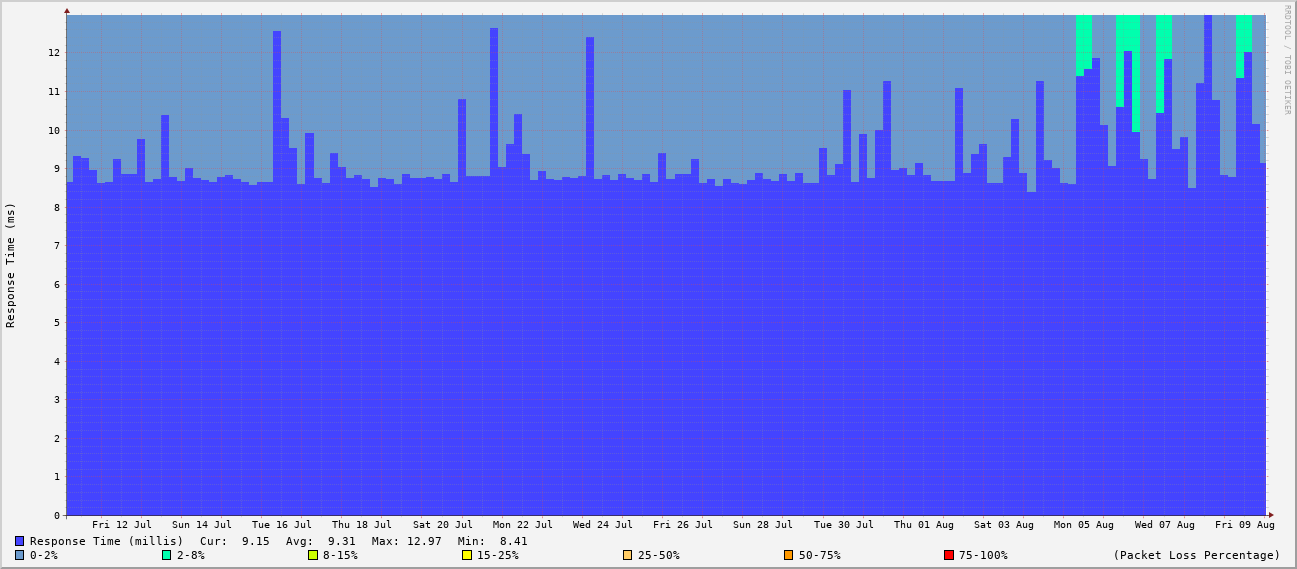 RRDTOOL / TOBI OETIKER
Response Time (ms)
12
11
10
9
8
7
6
5
4
3
2
1
0
Fri 12 Jul Sun 14 Jul Tue 16 Jul Thu 18 Jul Sat 20 Jul Mon 22 Jul Wed 24 Jul Fri 26 Jul Sun 28 Jul Tue 30 Jul Thu 01 Aug Sat 03 Aug Mon 05 Aug Wed 07 Aug Fri 09 Aug
Response Time (millis) Cur: 9.15 Avg: 9.31 Max: 12.97 Min: 8.41
0-2% 2-8% 8-15% 15-25% 25-50% 50-75% 75-100% (Packet Loss Percentage)